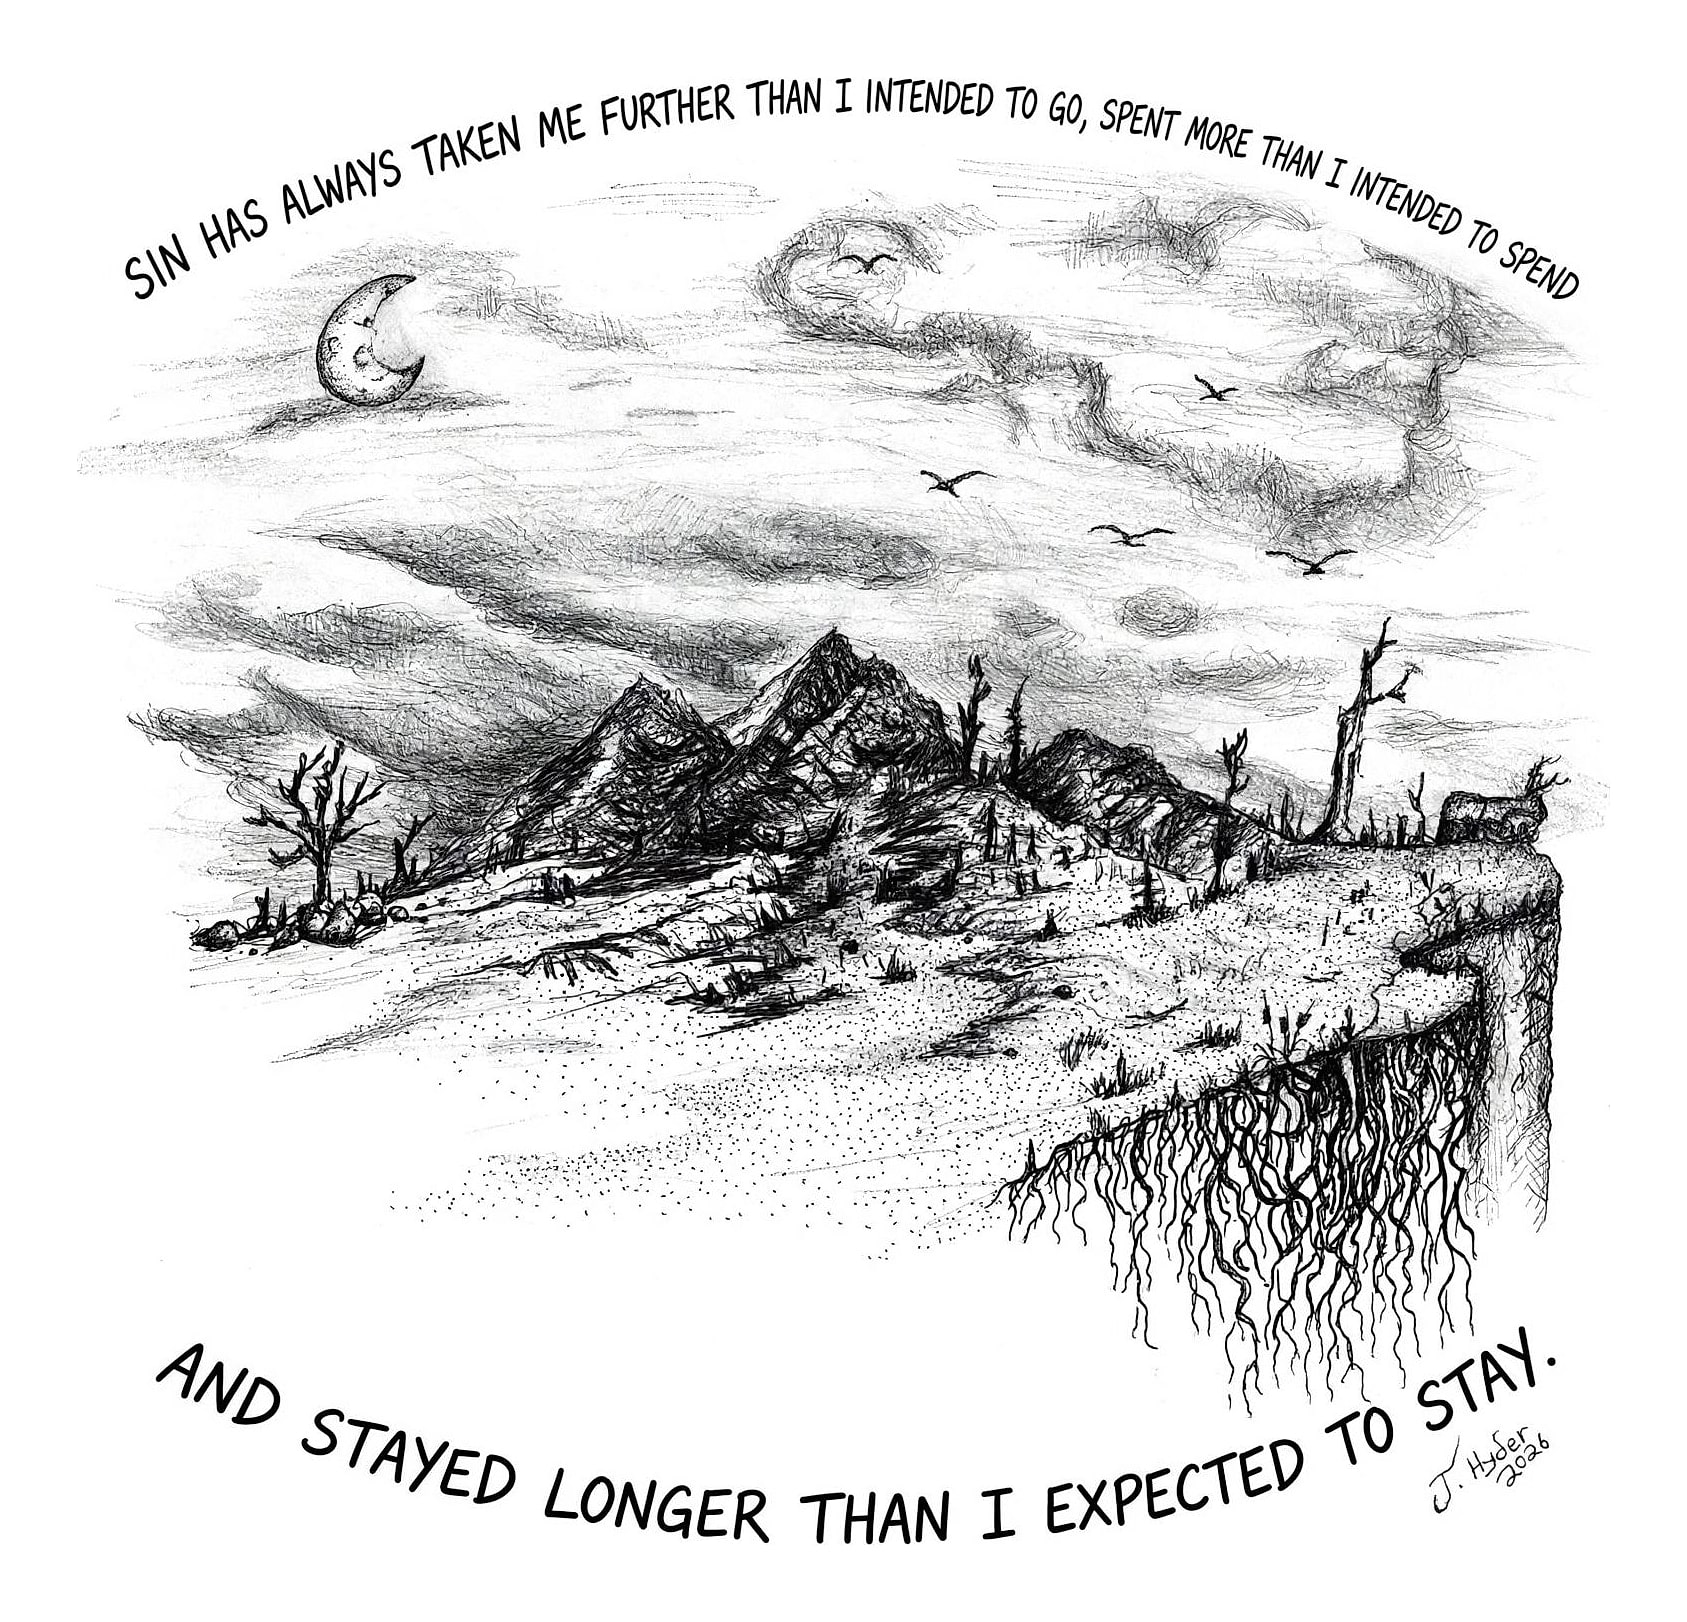 SIN HAS ALWAYS TAKEN ME FURTHER THAN I INTENDED TO GO, SPENT MORE THAN I INTENDED TO SPEND
AND STAYED LONGER THAN I EXPECTED TO STAY.
J. Hyder
2026